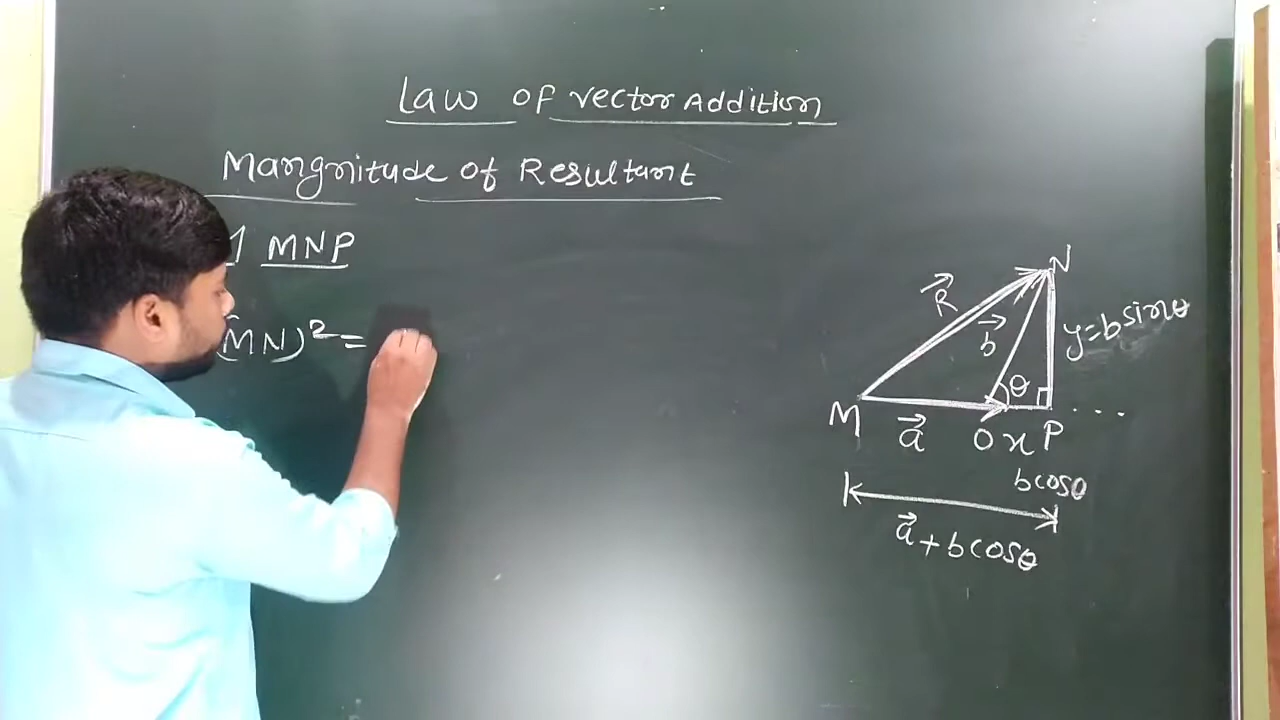 Law of vector Addition
Mangnitude of Resultant
MNP
(MN)² =
N
R⃗
b⃗
y=bsinθ
θ
M a⃗ O x P ...
bcosθ
a⃗+bcosθ